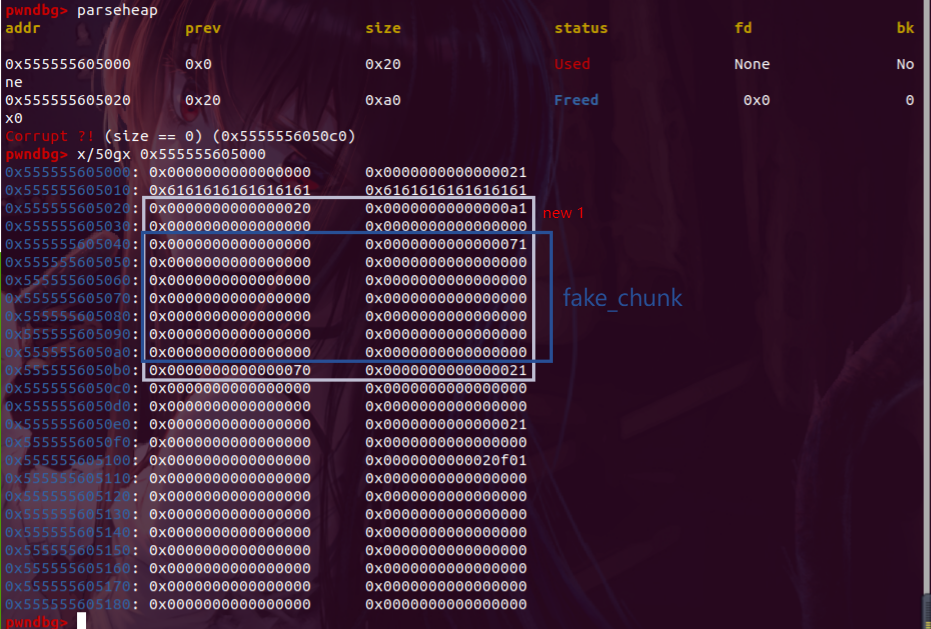 pwndbg> parseheap
addr prev size status fd bk
0x555555605000 0x0 0x20 Used None No
ne
0x555555605020 0x20 0xa0 Freed 0x0 0
x0
Corrupt ?! (size == 0) (0x5555556050c0)
pwndbg> x/50gx 0x555555605000
0x555555605000: 0x0000000000000000 0x0000000000000021
0x555555605010: 0x6161616161616161 0x6161616161616161
0x555555605020: 0x0000000000000020 0x00000000000000a1 new 1
0x555555605030: 0x0000000000000000 0x0000000000000000
0x555555605040: 0x0000000000000000 0x0000000000000071
0x555555605050: 0x0000000000000000 0x0000000000000000
0x555555605060: 0x0000000000000000 0x0000000000000000
0x555555605070: 0x0000000000000000 0x0000000000000000 fake_chunk
0x555555605080: 0x0000000000000000 0x0000000000000000
0x555555605090: 0x0000000000000000 0x0000000000000000
0x5555556050a0: 0x0000000000000000 0x0000000000000000
0x5555556050b0: 0x0000000000000070 0x0000000000000021
0x5555556050c0: 0x0000000000000000 0x0000000000000000
0x5555556050d0: 0x0000000000000000 0x0000000000000000
0x5555556050e0: 0x0000000000000000 0x0000000000000021
0x5555556050f0: 0x0000000000000000 0x0000000000000000
0x555555605100: 0x0000000000000000 0x0000000000020f01
0x555555605110: 0x0000000000000000 0x0000000000000000
0x555555605120: 0x0000000000000000 0x0000000000000000
0x555555605130: 0x0000000000000000 0x0000000000000000
0x555555605140: 0x0000000000000000 0x0000000000000000
0x555555605150: 0x0000000000000000 0x0000000000000000
0x555555605160: 0x0000000000000000 0x0000000000000000
0x555555605170: 0x0000000000000000 0x0000000000000000
0x555555605180: 0x0000000000000000 0x0000000000000000
pwndbg>